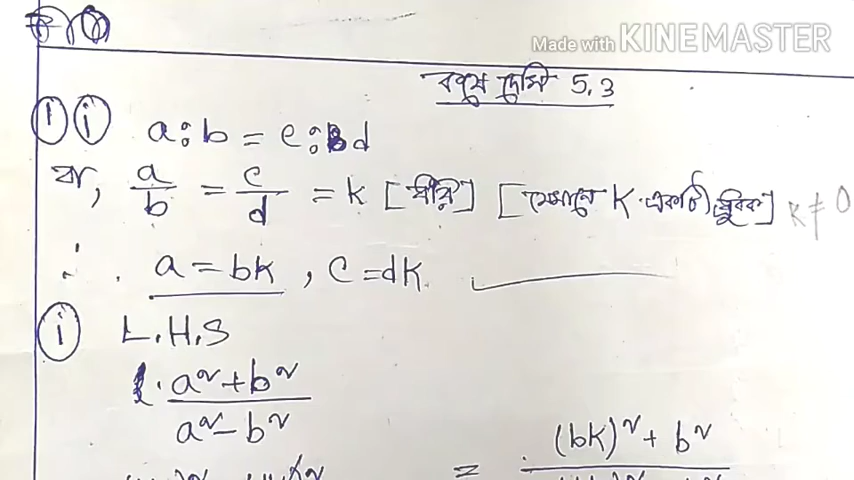 Made with KINEMASTER
কষে দেখি 5.3
1 i a:b = c:d
বা, a/b = c/d = k [ধরি] [যেখানে K একটি ধ্রুবক] k ≠ 0
∴ a = bk, c = dk.
i L.H.S
a²+b²/a²-b²
= (bk)²+b²